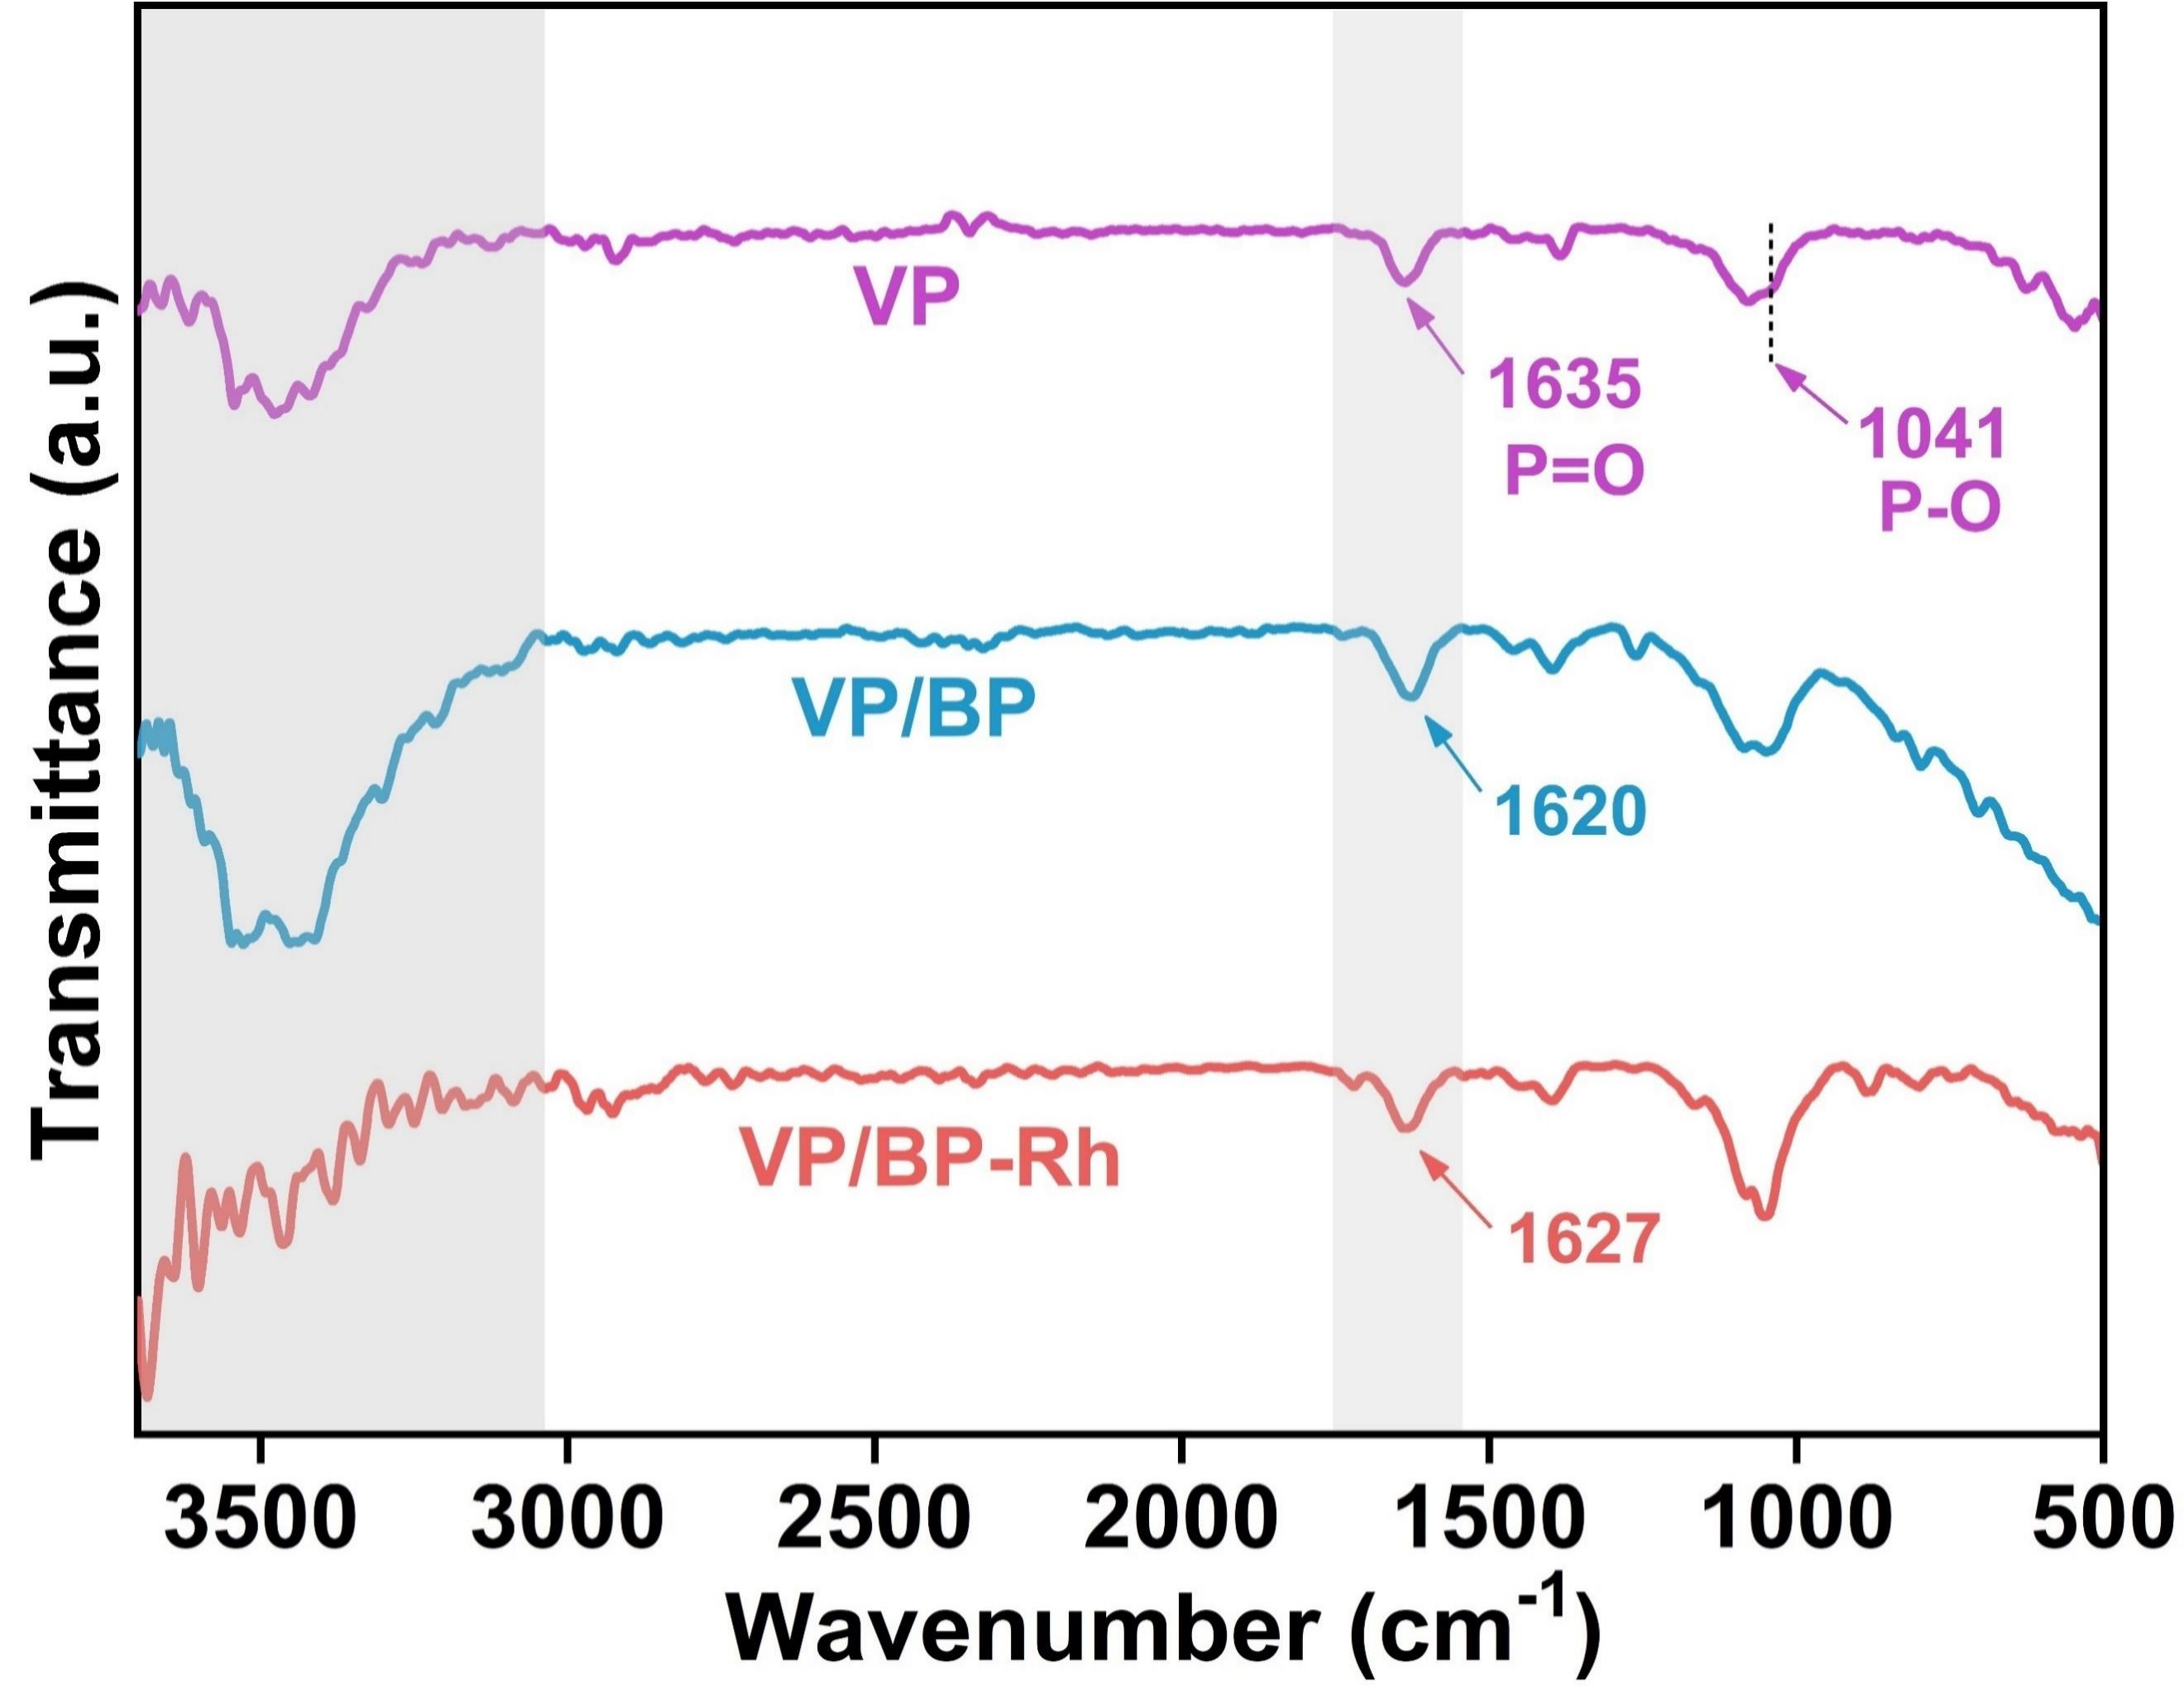 Transmittance (a.u.)
VP
1635
P=O
1041
P-O
VP/BP
1620
VP/BP-Rh
1627
3500 3000 2500 2000 1500 1000 500
Wavenumber (cm⁻¹)